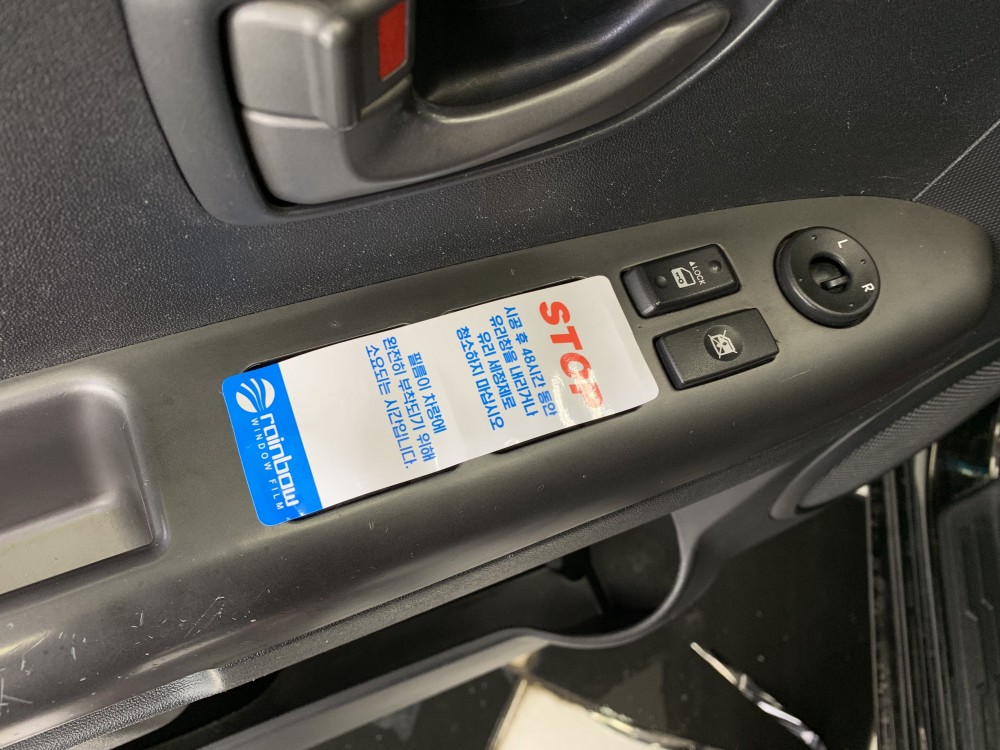 STOP
시공 후 48시간 동안
유리창을 내리거나
유리 세정제로
청소하지 마십시오
필름이 차량에
완전히 부착되기 위해
소요되는 시간입니다.
rainbow
WINDOW FILM
▲LOCK
L
R